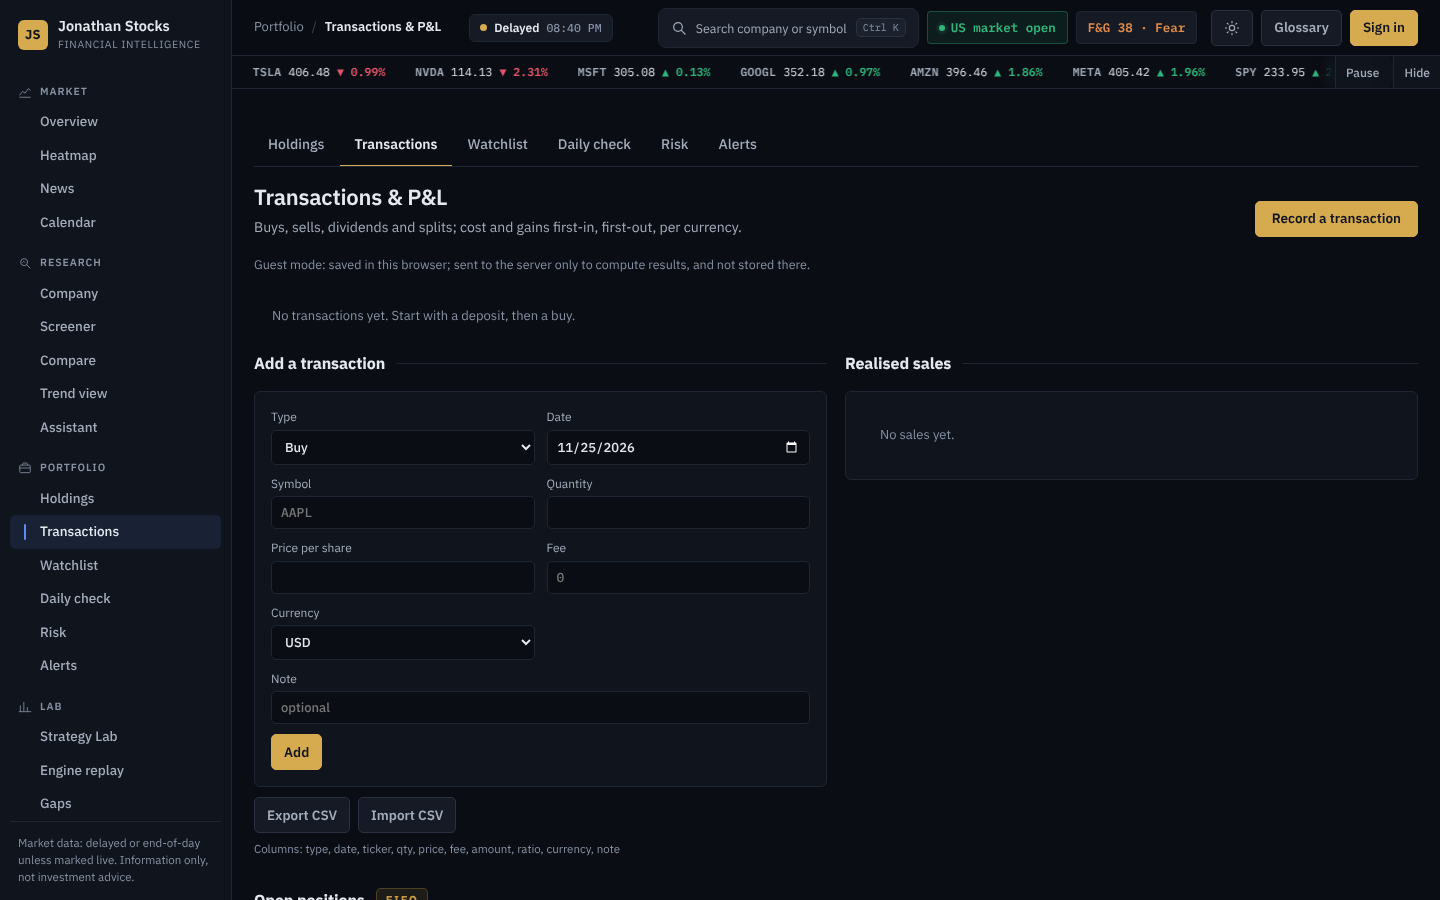 JS
Jonathan Stocks
FINANCIAL INTELLIGENCE
MARKET
Overview
Heatmap
News
Calendar
RESEARCH
Company
Screener
Compare
Trend view
Assistant
PORTFOLIO
Holdings
Transactions
Watchlist
Daily check
Risk
Alerts
LAB
Strategy Lab
Engine replay
Gaps
Market data: delayed or end-of-day
unless marked live. Information only,
not investment advice.
Portfolio / Transactions & P&L
Delayed 08:40 PM
Search company or symbol Ctrl K
US market open
F&G 38 · Fear
Glossary
Sign in
TSLA 406.48 ▼ 0.99% NVDA 114.13 ▼ 2.31% MSFT 305.08 ▲ 0.13% GOOGL 352.18 ▲ 0.97% AMZN 396.46 ▲ 1.86% META 405.42 ▲ 1.96% SPY 233.95 ▲
Pause Hide
Holdings Transactions Watchlist Daily check Risk Alerts
Transactions & P&L
Buys, sells, dividends and splits; cost and gains first-in, first-out, per currency.
Record a transaction
Guest mode: saved in this browser; sent to the server only to compute results, and not stored there.
No transactions yet. Start with a deposit, then a buy.
Add a transaction
Type Date
Buy 11/25/2026
Symbol Quantity
AAPL
Price per share Fee
0
Currency
USD
Note
optional
Add
Export CSV Import CSV
Columns: type, date, ticker, qty, price, fee, amount, ratio, currency, note
Realised sales
No sales yet.
Open positions FIFO